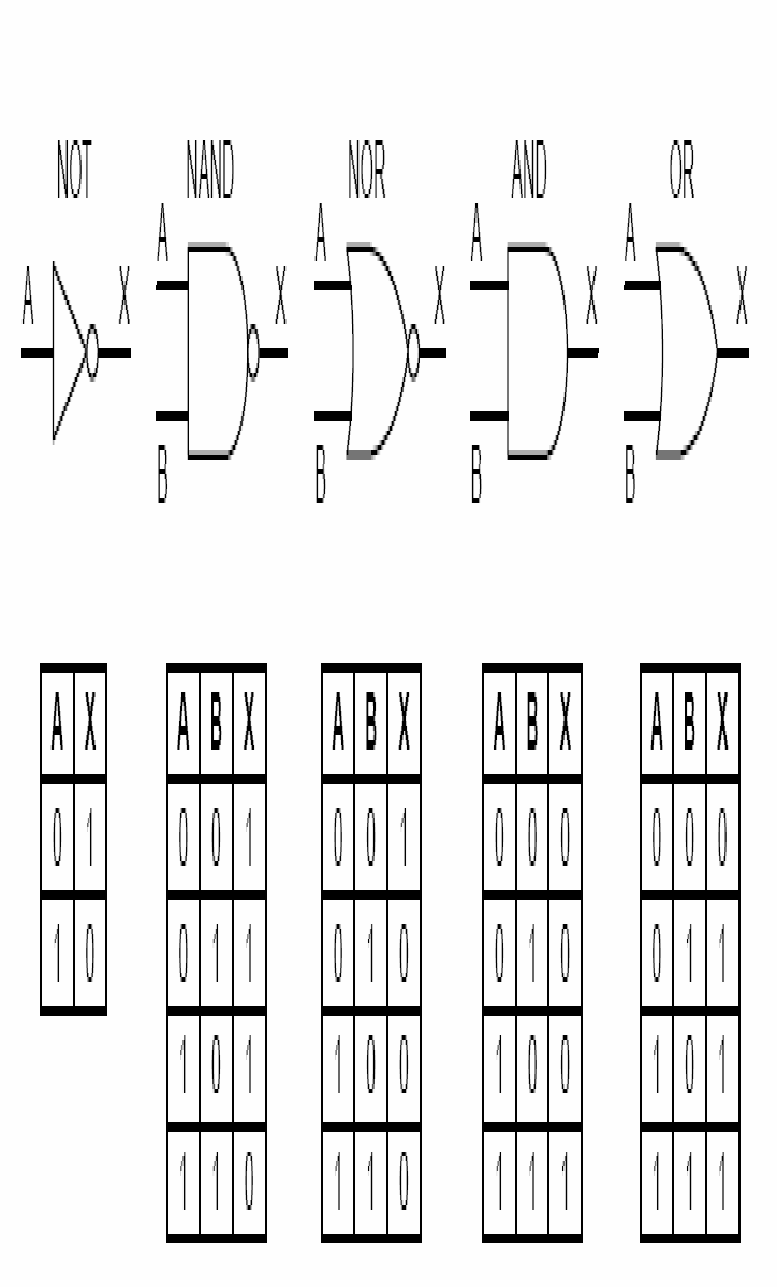 NOT NAND NOR AND OR
A A A A
A X X X X X
B B B B
A X A B X A B X A B X A B X
0 1 0 0 1 0 0 1 0 0 0 0 0 0
1 0 0 1 1 0 1 0 0 1 0 0 1 1
1 0 1 1 0 0 1 0 0 1 0 1
1 1 0 1 1 0 1 1 1 1 1 1